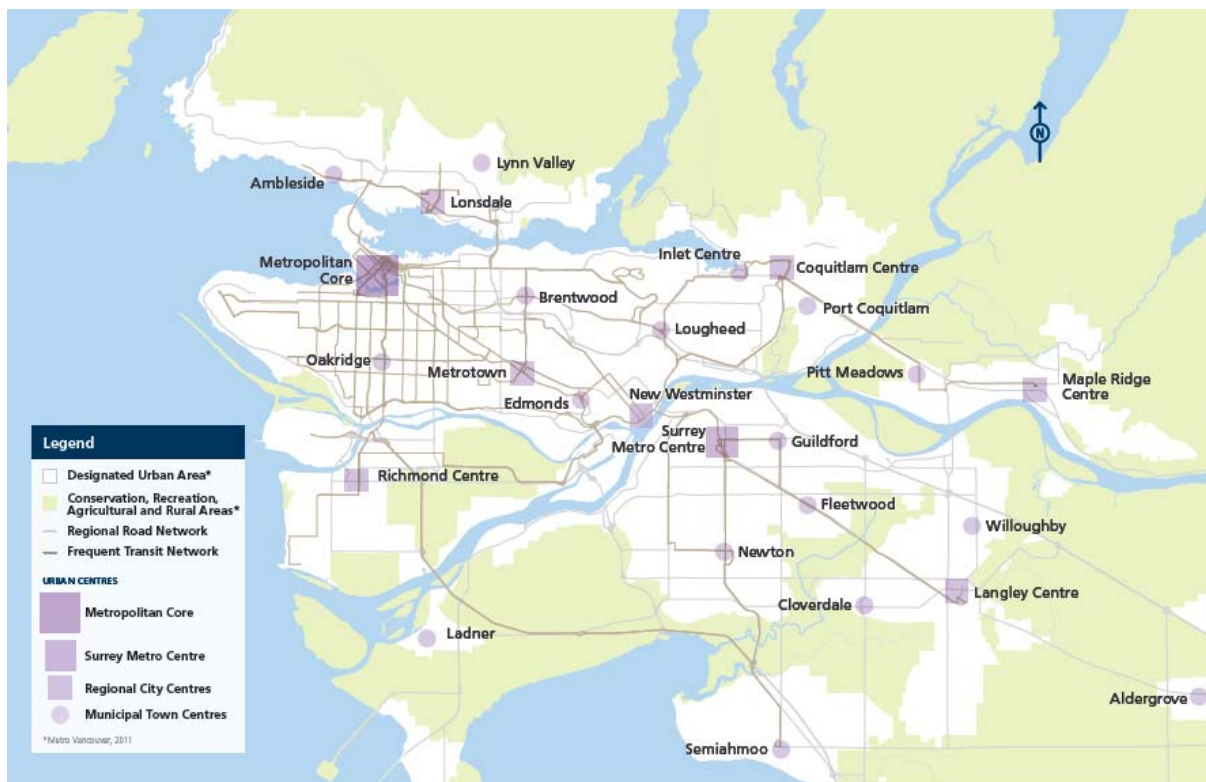 N
Lynn Valley
Ambleside
Lonsdale
Metropolitan
Core
Inlet Centre
Coquitlam Centre
Brentwood
Port Coquitlam
Lougheed
Oakridge
Metrotown
Pitt Meadows
Maple Ridge
Centre
Edmonds
New Westminster
Surrey
Metro Centre
Guildford
Richmond Centre
Fleetwood
Willoughby
Newton
Langley Centre
Cloverdale
Ladner
Aldergrove
Semiahmoo
Legend
Designated Urban Area*
Conservation, Recreation,
Agricultural and Rural Areas*
Regional Road Network
Frequent Transit Network
URBAN CENTRES
Metropolitan Core
Surrey Metro Centre
Regional City Centres
Municipal Town Centres
*Metro Vancouver, 2011